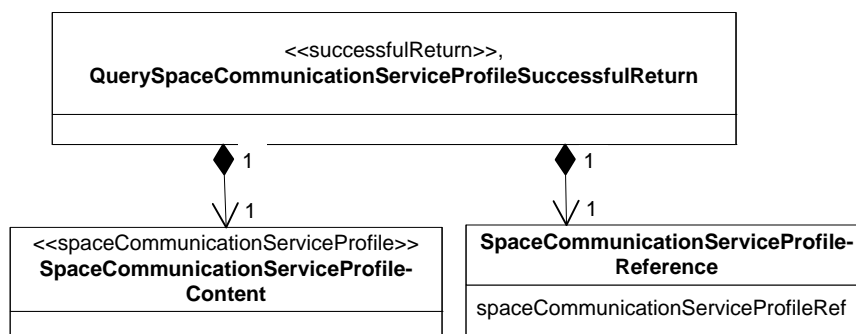 <<successfulReturn>>,
QuerySpaceCommunicationServiceProfileSuccessfulReturn
1
1
1
1
<<spaceCommunicationServiceProfile>>
SpaceCommunicationServiceProfile-
Content
SpaceCommunicationServiceProfile-
Reference
spaceCommunicationServiceProfileRef